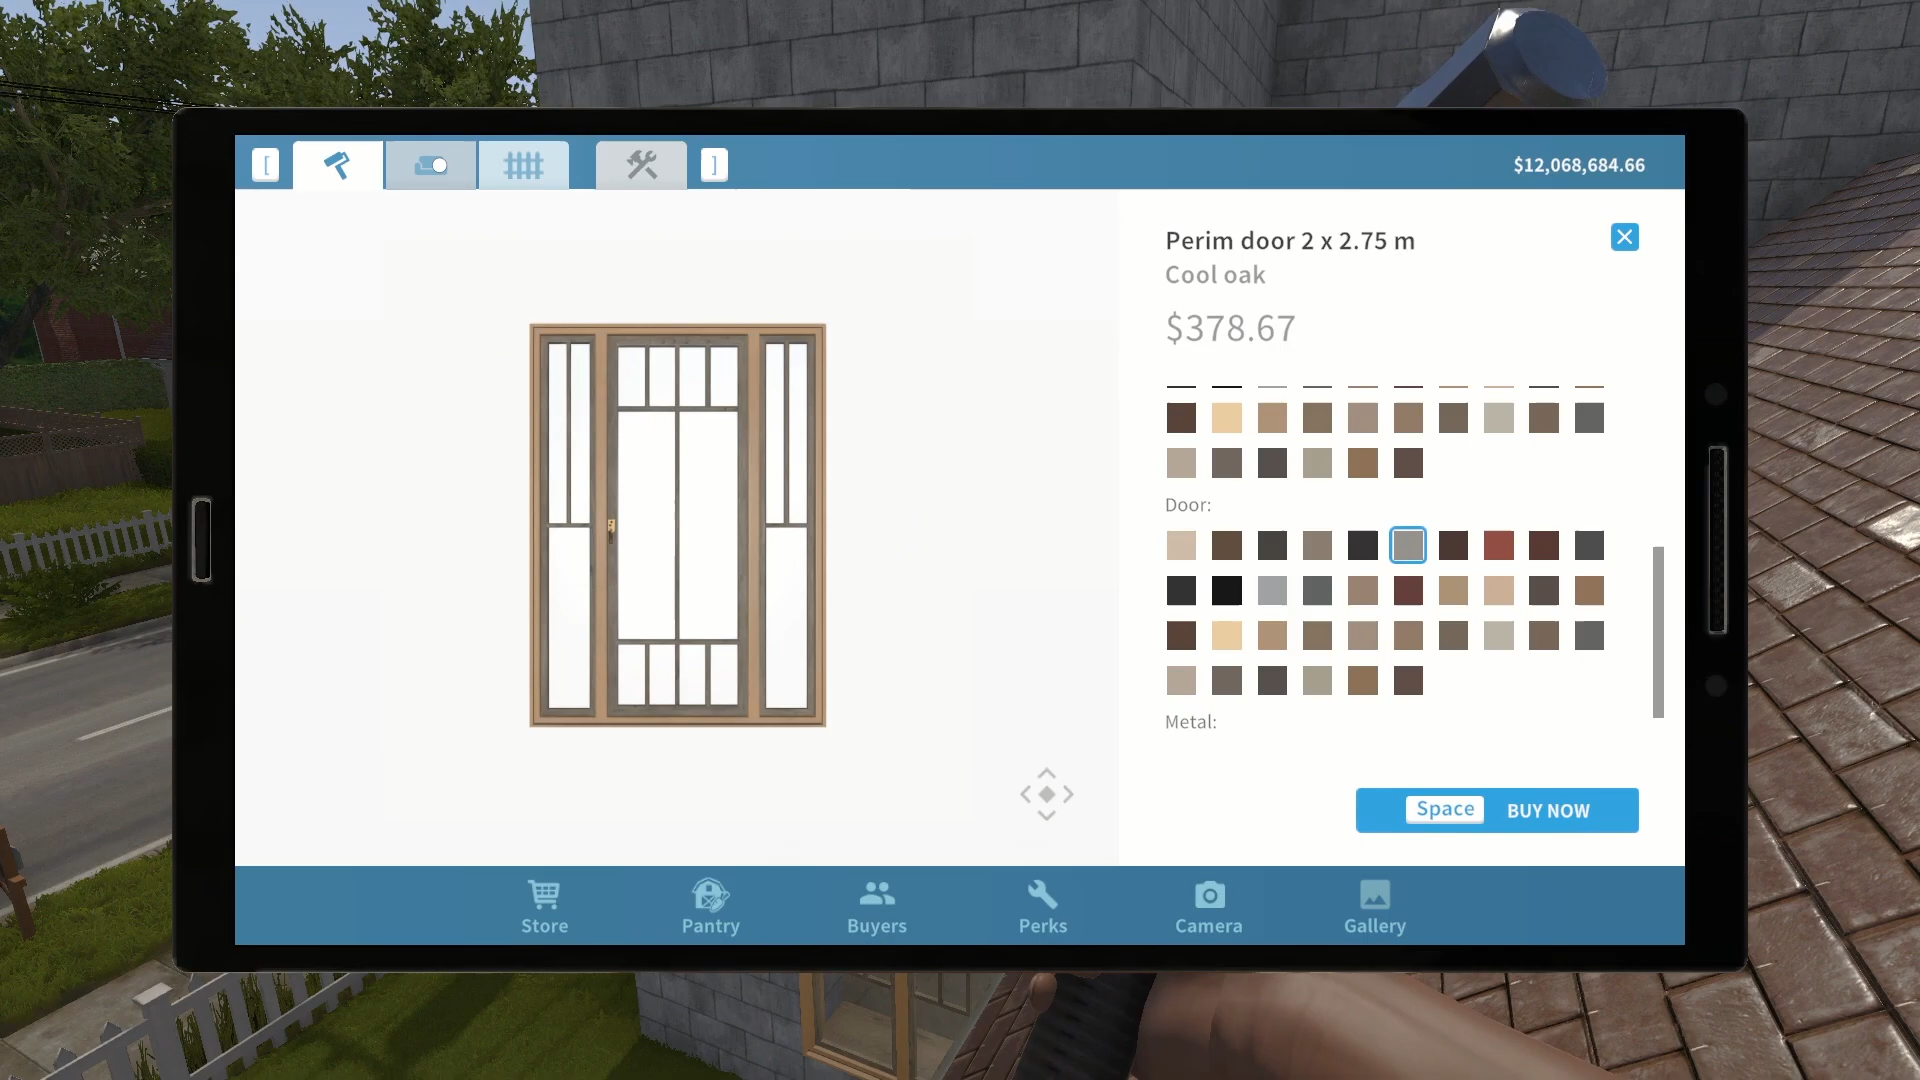 [
]
$12,068,684.66
Perim door 2 x 2.75 m
Cool oak
$378.67
Door:
Metal:
Space BUY NOW
Store
Pantry
Buyers
Perks
Camera
Gallery